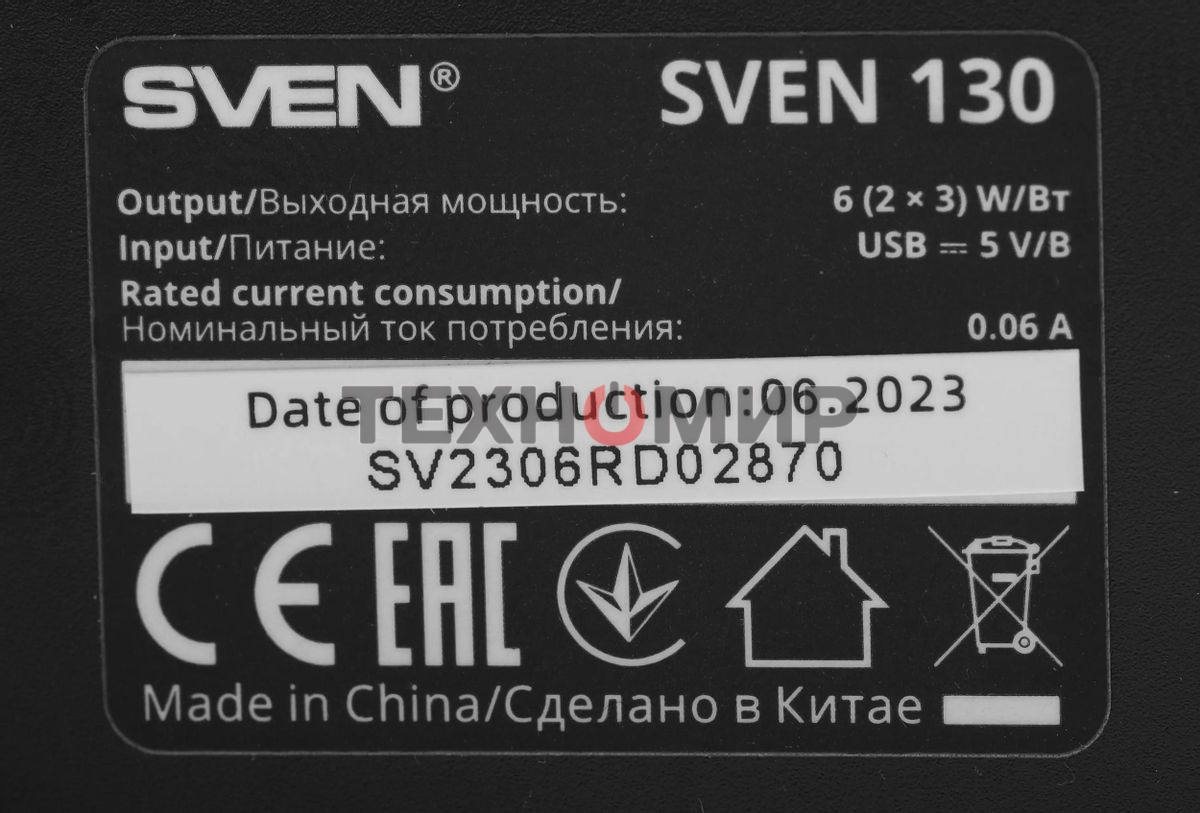 SVEN® SVEN 130
Output/Выходная мощность: 6 (2 × 3) W/Вт
Input/Питание: USB ⎓ 5 V/В
Rated current consumption/
Номинальный ток потребления: 0.06 A
Date of production:06.2023
ТЕХНОМИР
SV2306RD02870
CE EAC
Made in China/Сделано в Китае